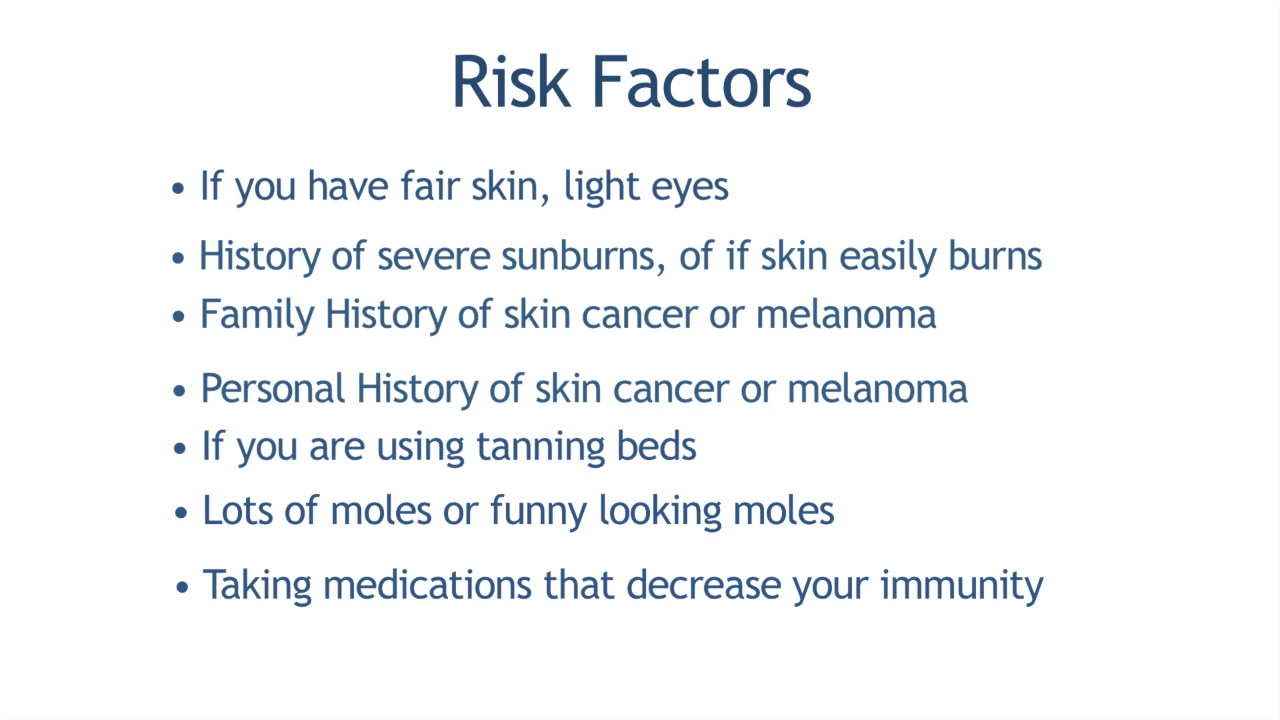 Risk Factors
• If you have fair skin, light eyes
• History of severe sunburns, of if skin easily burns
• Family History of skin cancer or melanoma
• Personal History of skin cancer or melanoma
• If you are using tanning beds
• Lots of moles or funny looking moles
• Taking medications that decrease your immunity